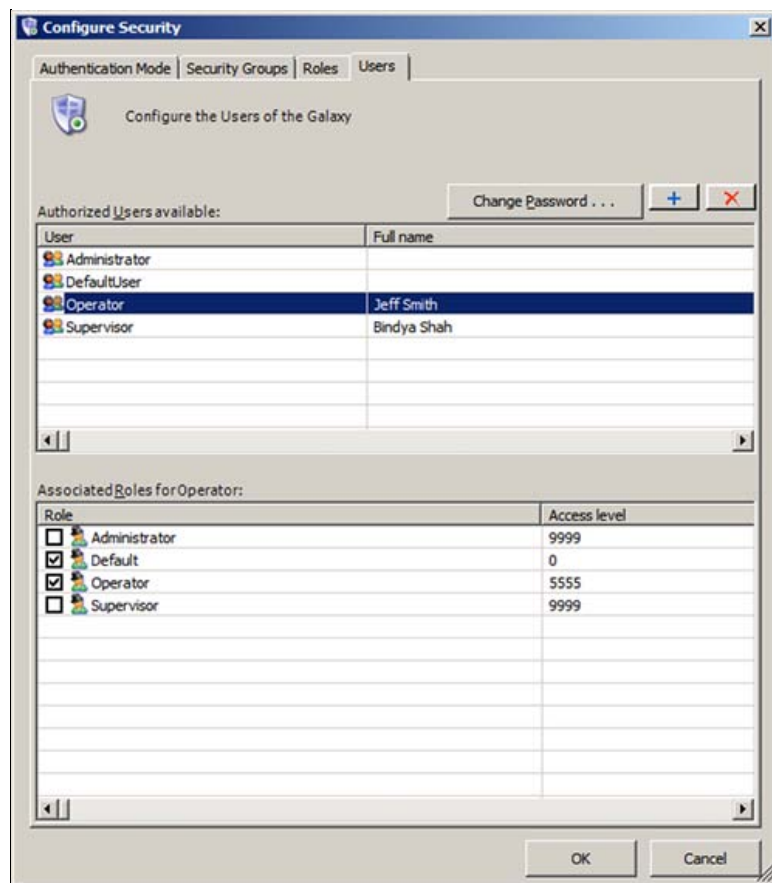 Configure Security
Authentication Mode Security Groups Roles Users
Configure the Users of the Galaxy
Change Password . . .
Authorized Users available:
User Full name
Administrator
DefaultUser
Operator Jeff Smith
Supervisor Bindya Shah
Associated Roles for Operator:
Role Access level
Administrator 9999
Default 0
Operator 5555
Supervisor 9999
OK Cancel